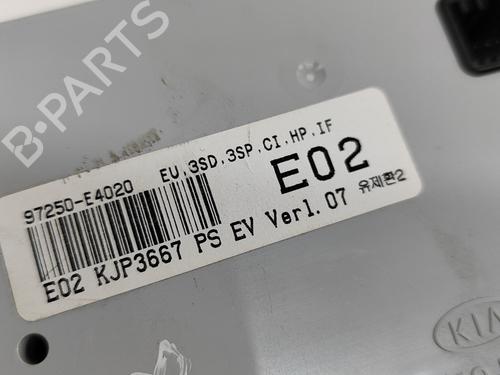 B-PARTS
97250-E4020 EU,3SD,3SP,CI,HP,IF
E02
E02 KJP3667 PS EV Ver1.07 유제환2
KIA